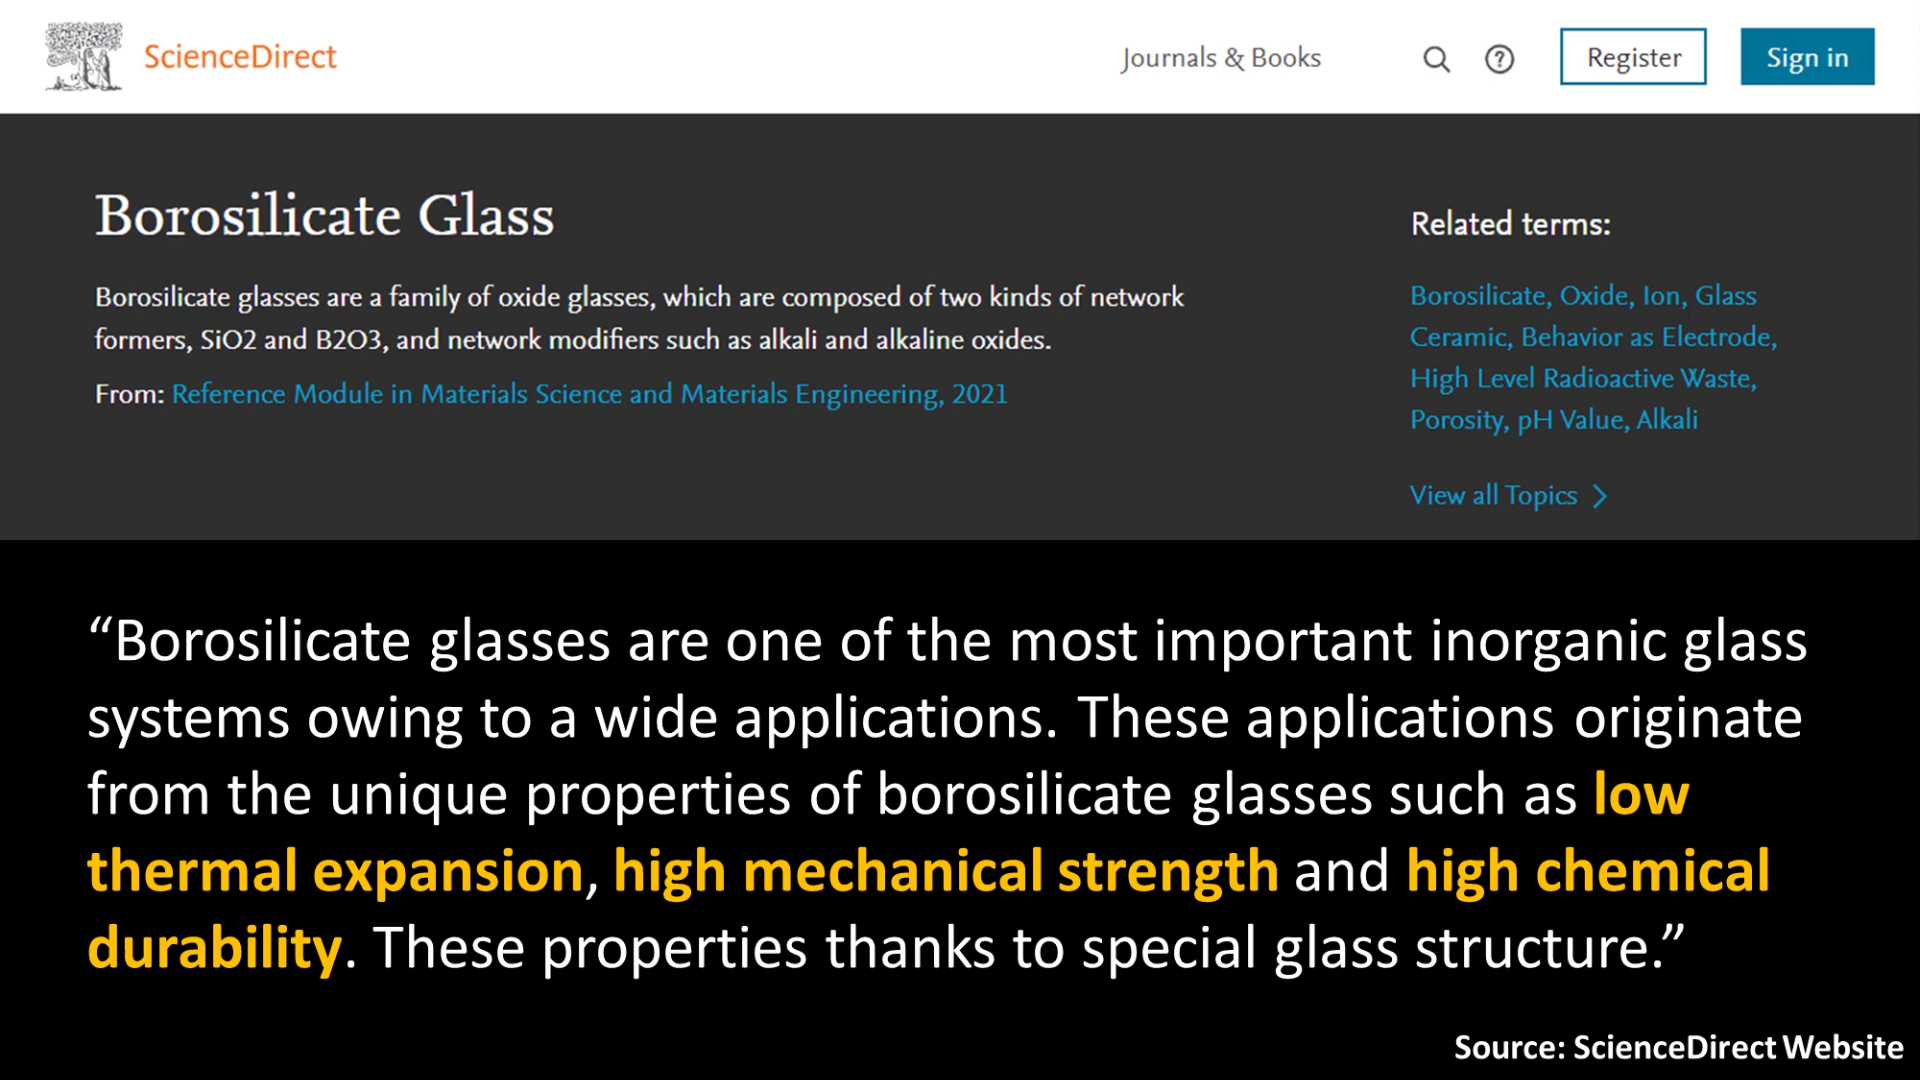 ScienceDirect
Journals & Books
Register
Sign in
Borosilicate Glass
Borosilicate glasses are a family of oxide glasses, which are composed of two kinds of network
formers, SiO2 and B2O3, and network modifiers such as alkali and alkaline oxides.
From: Reference Module in Materials Science and Materials Engineering, 2021
Related terms:
Borosilicate, Oxide, Ion, Glass
Ceramic, Behavior as Electrode,
High Level Radioactive Waste,
Porosity, pH Value, Alkali
View all Topics
“Borosilicate glasses are one of the most important inorganic glass
systems owing to a wide applications. These applications originate
from the unique properties of borosilicate glasses such as low
thermal expansion, high mechanical strength and high chemical
durability. These properties thanks to special glass structure.”
Source: ScienceDirect Website